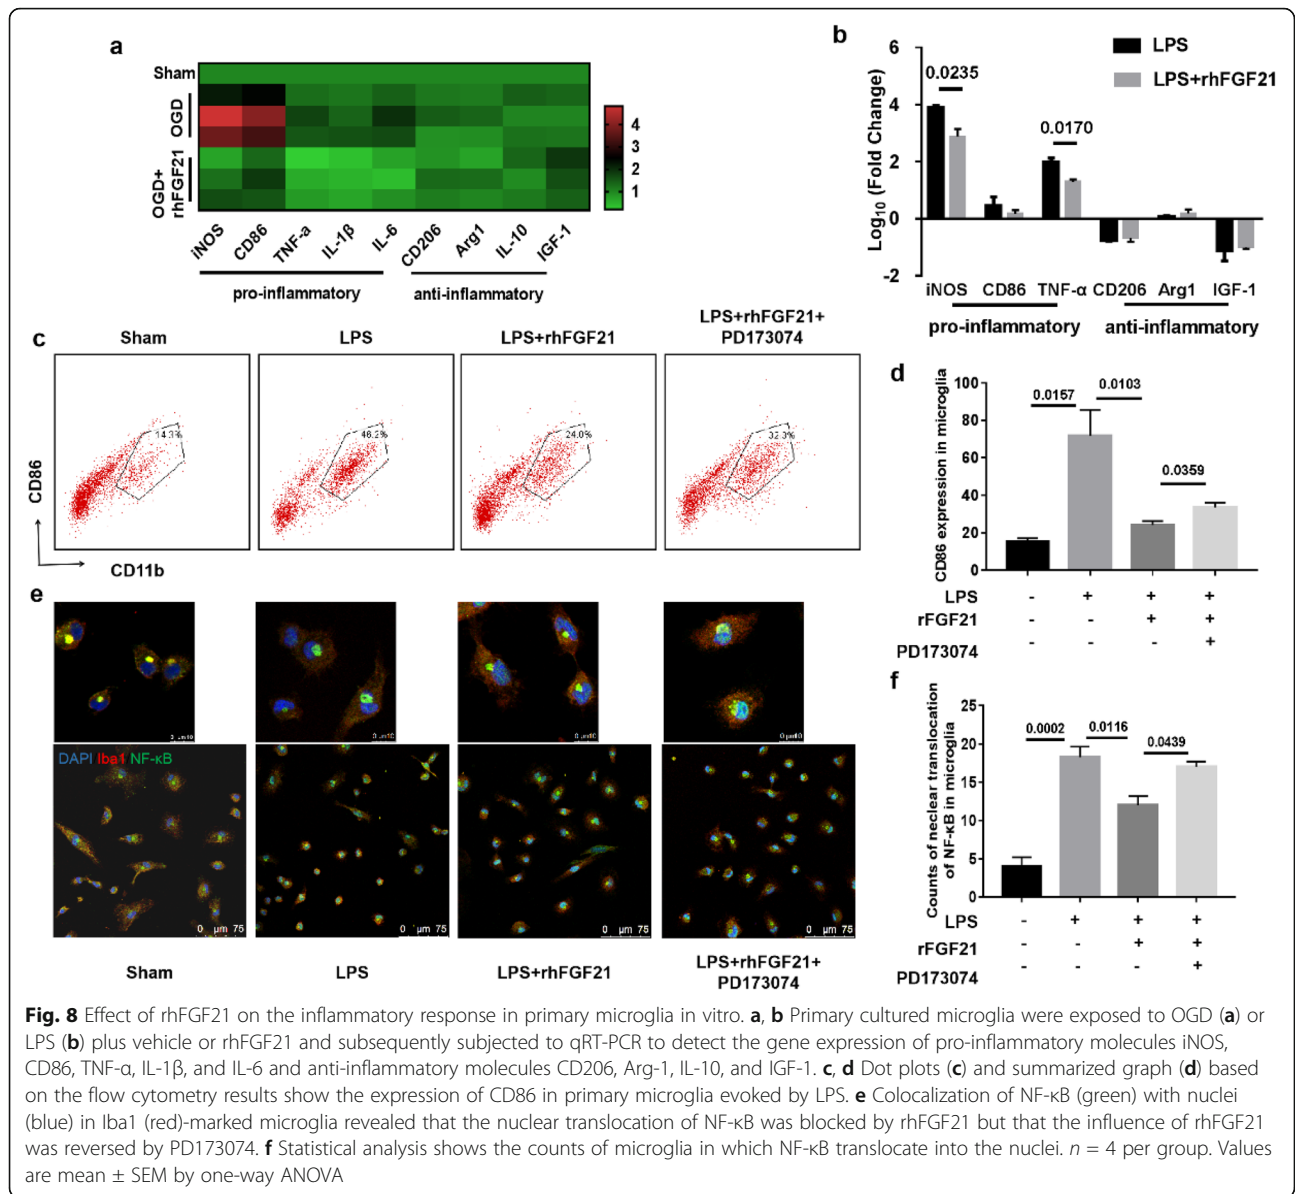 a
Sham
OGD
OGD+
rhFGF21
4
3
2
1
iNOS CD86 TNF-a IL-1β IL-6 CD206 Arg1 IL-10 IGF-1
pro-inflammatory anti-inflammatory
b
LPS
LPS+rhFGF21
Log10 (Fold Change)
6
4
2
0
-2
0.0235
0.0170
iNOS CD86 TNF-α CD206 Arg1 IGF-1
pro-inflammatory anti-inflammatory
c
Sham LPS LPS+rhFGF21 LPS+rhFGF21+
PD173074
14.3% 46.2% 24.0% 32.3%
CD86
CD11b
d
CD86 expression in microglia
100
80
60
40
20
0
0.0157 0.0103
0.0359
LPS - + + +
rFGF21 - - + +
PD173074 - - - +
e
DAPI Iba1 NF-κB
0 µm 75 0 µm 75 0 µm 75 0 µm 75
Sham LPS LPS+rhFGF21 LPS+rhFGF21+
PD173074
f
Counts of neclear translocation
of NF-κB in microglia
25
20
15
10
5
0
0.0002 0.0116
0.0439
LPS - + + +
rFGF21 - - + +
PD173074 - - - +
Fig. 8 Effect of rhFGF21 on the inflammatory response in primary microglia in vitro. a, b Primary cultured microglia were exposed to OGD (a) or
LPS (b) plus vehicle or rhFGF21 and subsequently subjected to qRT-PCR to detect the gene expression of pro-inflammatory molecules iNOS,
CD86, TNF-α, IL-1β, and IL-6 and anti-inflammatory molecules CD206, Arg-1, IL-10, and IGF-1. c, d Dot plots (c) and summarized graph (d) based
on the flow cytometry results show the expression of CD86 in primary microglia evoked by LPS. e Colocalization of NF-κB (green) with nuclei
(blue) in Iba1 (red)-marked microglia revealed that the nuclear translocation of NF-κB was blocked by rhFGF21 but that the influence of rhFGF21
was reversed by PD173074. f Statistical analysis shows the counts of microglia in which NF-κB translocate into the nuclei. n = 4 per group. Values
are mean ± SEM by one-way ANOVA